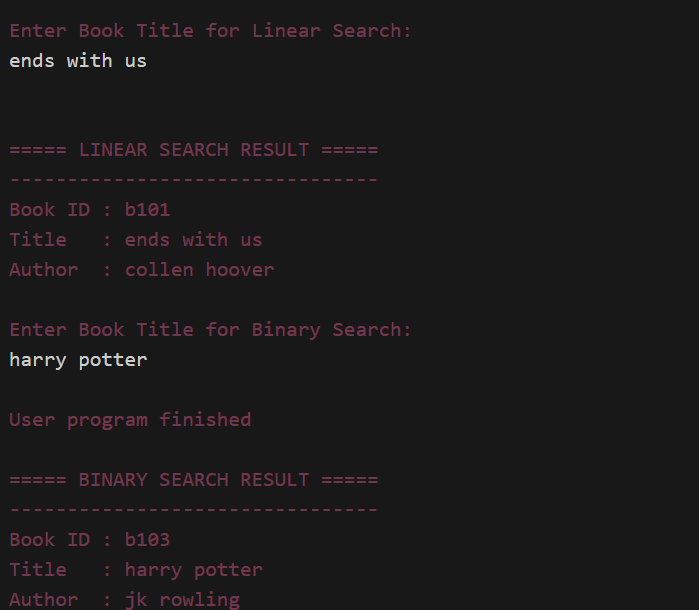 Enter Book Title for Linear Search:
ends with us
===== LINEAR SEARCH RESULT =====
--------------------------------
Book ID : b101
Title   : ends with us
Author  : collen hoover
Enter Book Title for Binary Search:
harry potter
User program finished
===== BINARY SEARCH RESULT =====
--------------------------------
Book ID : b103
Title   : harry potter
Author  : jk rowling